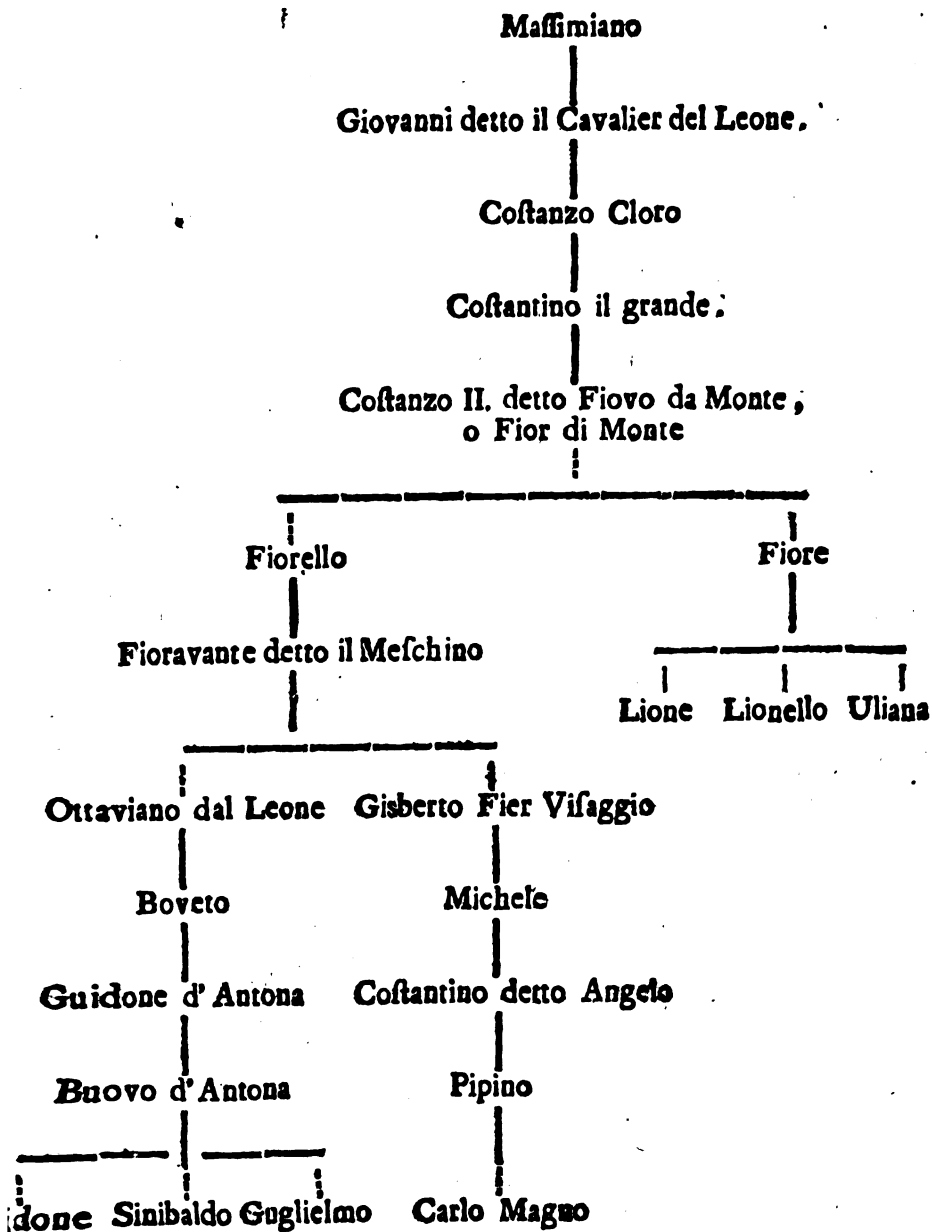 Maſſimiano
Giovanni detto il Cavalier del Leone.
Coſtanzo Cloro
Coſtantino il grande.
Coſtanzo II. detto Fiovo da Monte,
o Fior di Monte
Fiorello Fiore
Fioravante detto il Meſchino
Lione Lionello Uliana
Ottaviano dal Leone Gisberto Fier Viſaggio
Boveto Michele
Guidone d'Antona Coſtantino detto Angelo
Buovo d'Antona Pipino
idone Sinibaldo Guglielmo Carlo Magno